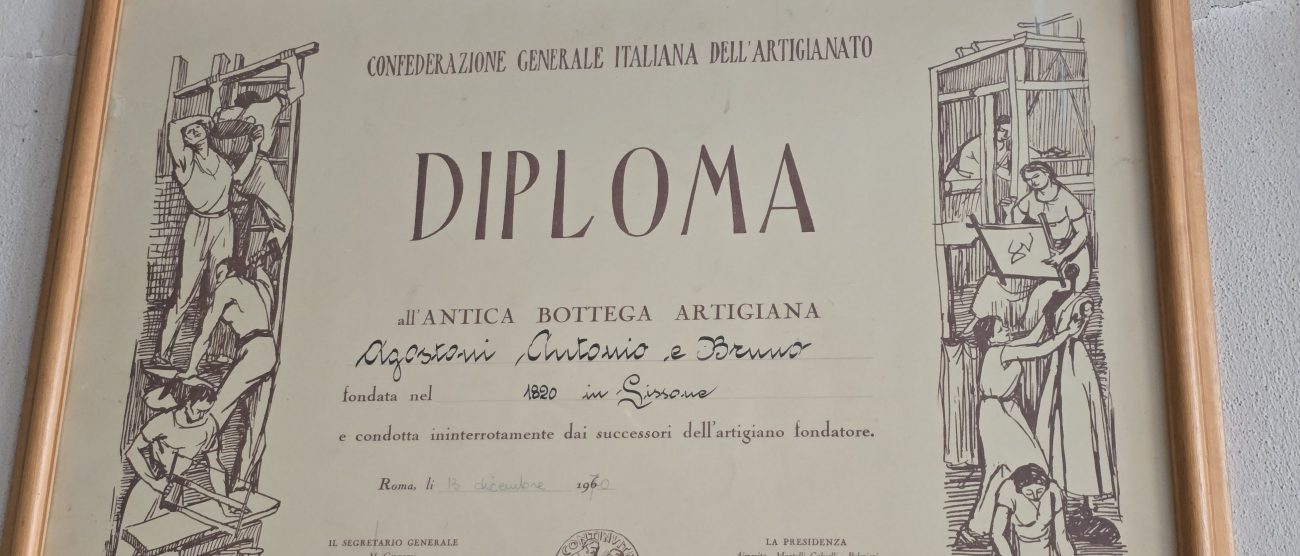 CONFEDERAZIONE GENERALE ITALIANA DELL'ARTIGIANATO
DIPLOMA
all'ANTICA BOTTEGA ARTIGIANA
Agostoni Antonio e Bruno
fondata nel 1820 in Lissone
e condotta ininterrotamente dai successori dell'artigiano fondatore.
Roma, li 13 dicembre 1960
IL SEGRETARIO GENERALE
LA PRESIDENZA